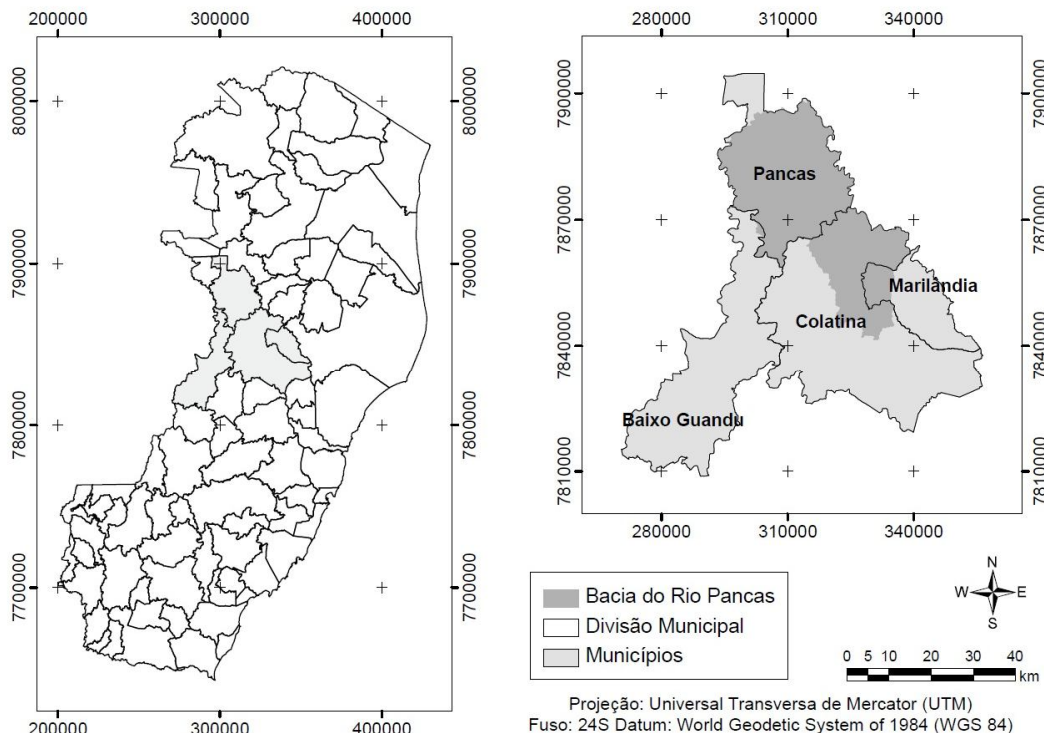 200000 300000 400000
280000 310000 340000
8000000 8000000
7900000 7900000
7800000 7800000
7700000 7700000
200000 300000 400000
7900000 7900000
7870000 7870000
7840000 7840000
7810000 7810000
Pancas
Marilândia
Colatina
Baixo Guandu
280000 310000 340000
Bacia do Rio Pancas
Divisão Municipal
Municípios
N
W E
S
0 5 10 20 30 40
km
Projeção: Universal Transversa de Mercator (UTM)
Fuso: 24S Datum: World Geodetic System of 1984 (WGS 84)